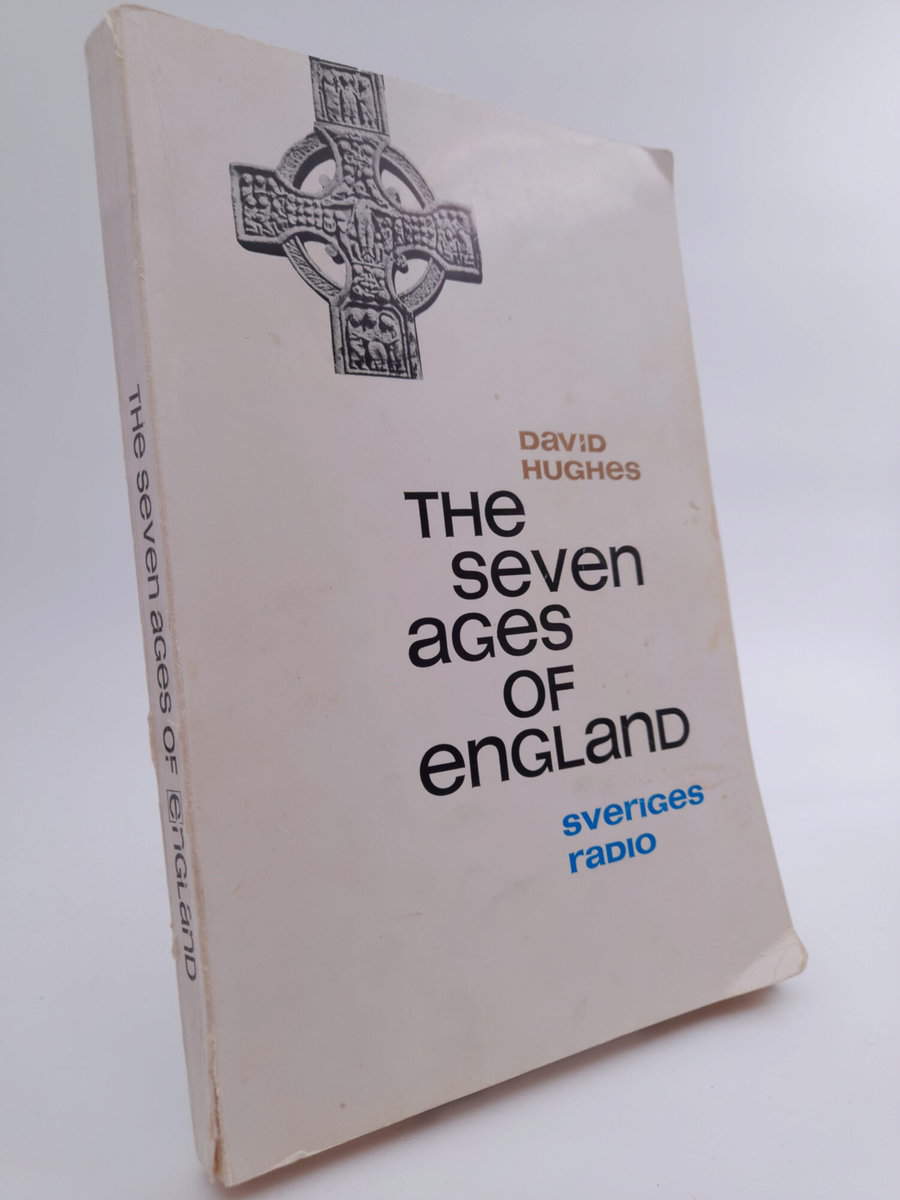 DaVID
HUGHes
THe
seven
aGes
OF
enGLanD
sveriGes
raDIO
THe seven aGes OF enGLanD